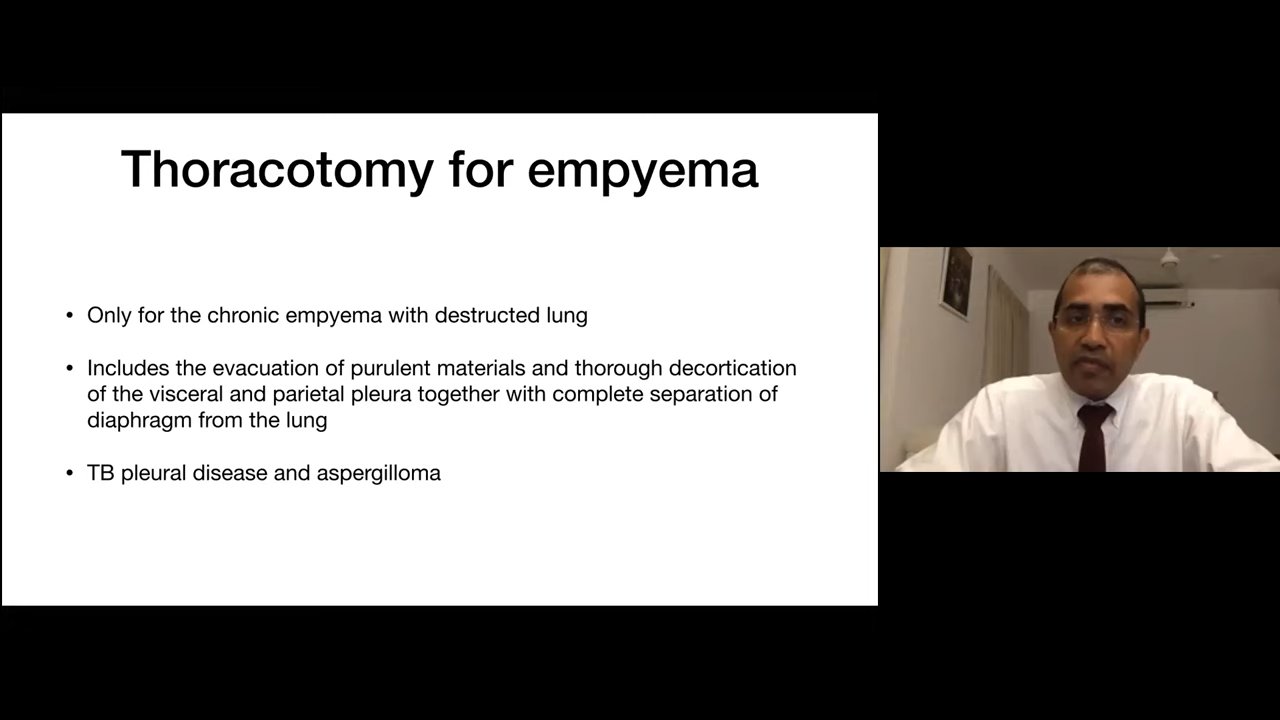 Thoracotomy for empyema
• Only for the chronic empyema with destructed lung
• Includes the evacuation of purulent materials and thorough decortication
of the visceral and parietal pleura together with complete separation of
diaphragm from the lung
• TB pleural disease and aspergilloma